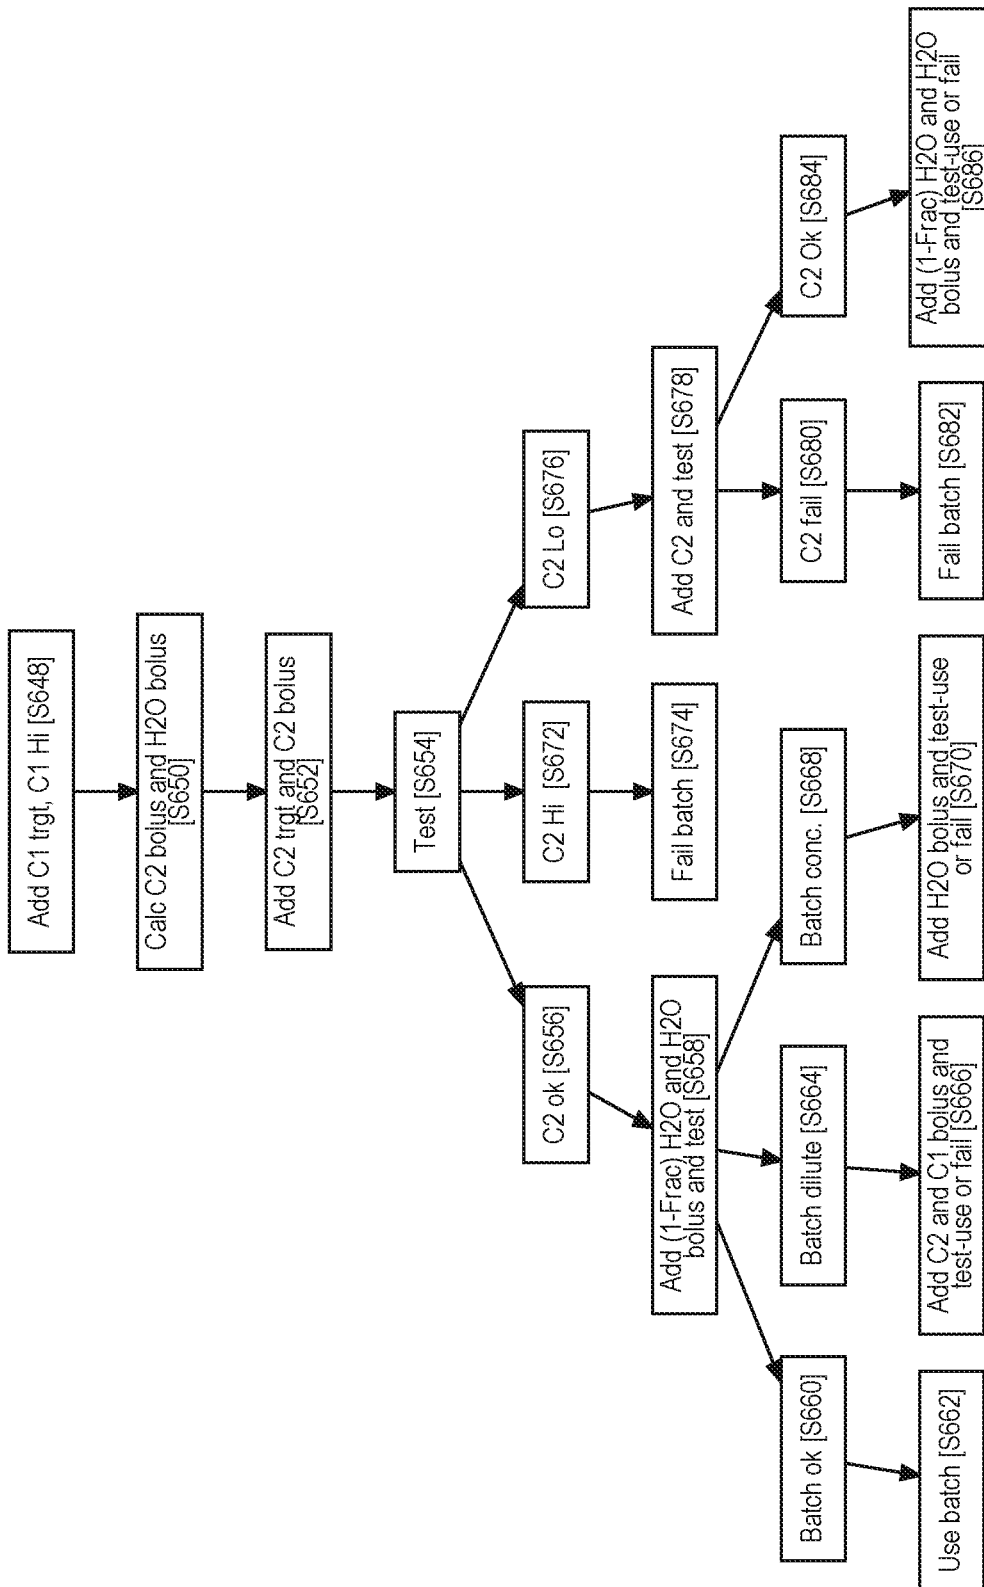 Add C1 trgt, C1 Hi [S648]
Calc C2 bolus and H2O bolus
[S650]
Add C2 trgt and C2 bolus
[S652]
Test [S654]
C2 ok [S656]
C2 Hi [S672]
C2 Lo [S676]
Add (1-Frac) H2O and H2O
bolus and test [S658]
Fail batch [S674]
Add C2 and test [S678]
Batch ok [S660]
Batch dilute [S664]
Batch conc. [S668]
C2 fail [S680]
C2 Ok [S684]
Use batch [S662]
Add C2 and C1 bolus and
test-use or fail [S666]
Add H2O bolus and test-use
or fail [S670]
Fail batch [S682]
Add (1-Frac) H2O and H2O
bolus and test-use or fail
[S686]